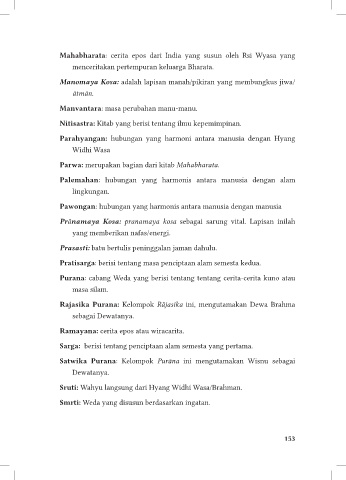 Mahabharata: cerita epos dari India yang susun oleh Rsi Wyasa yang
menceritakan pertempuran keluarga Bharata.
Manomaya Kosa: adalah lapisan manah/pikiran yang membungkus jiwa/
ātmān.
Manvantara: masa perubahan manu-manu.
Nitisastra: Kitab yang berisi tentang ilmu kepemimpinan.
Parahyangan: hubungan yang harmoni antara manusia dengan Hyang
Widhi Wasa
Parwa: merupakan bagian dari kitab Mahabharata.
Palemahan: hubungan yang harmonis antara manusia dengan alam
lingkungan.
Pawongan: hubungan yang harmonis antara manusia dengan manusia
Prānamaya Kosa: pranamaya kosa sebagai sarung vital. Lapisan inilah
yang memberikan nafas/energi.
Prasasti: batu bertulis peninggalan jaman dahulu.
Pratisarga: berisi tentang masa penciptaan alam semesta kedua.
Purana: cabang Weda yang berisi tentang tentang cerita-cerita kuno atau
masa silam.
Rajasika Purana: Kelompok Rājasika ini, mengutamakan Dewa Brahma
sebagai Dewatanya.
Ramayana: cerita epos atau wiracarita.
Sarga: berisi tentang penciptaan alam semesta yang pertama.
Satwika Purana: Kelompok Purāna ini mengutamakan Wisnu sebagai
Dewatanya.
Sruti: Wahyu langsung dari Hyang Widhi Wasa/Brahman.
Smrti: Weda yang disusun berdasarkan ingatan.
153